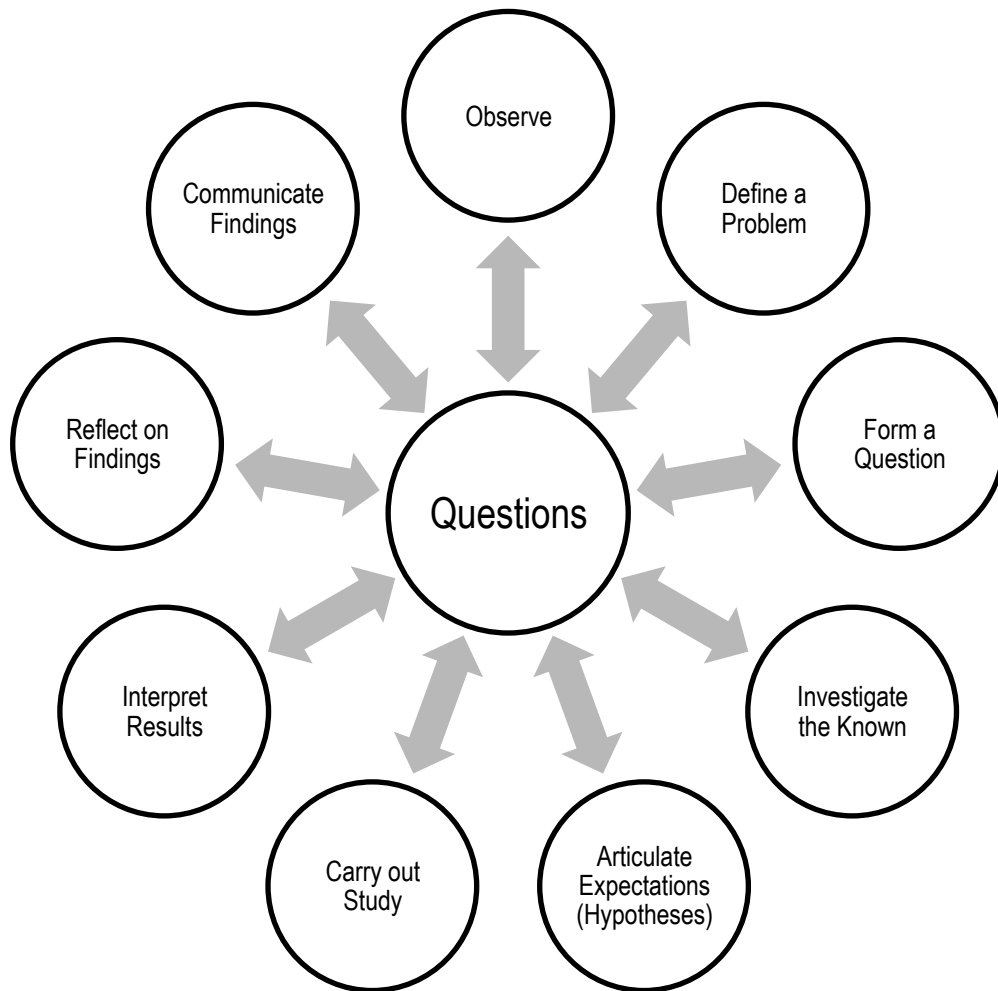 Observe
Define a
Problem
Form a
Question
Investigate
the Known
Articulate
Expectations
(Hypotheses)
Carry out
Study
Interpret
Results
Reflect on
Findings
Communicate
Findings
Questions